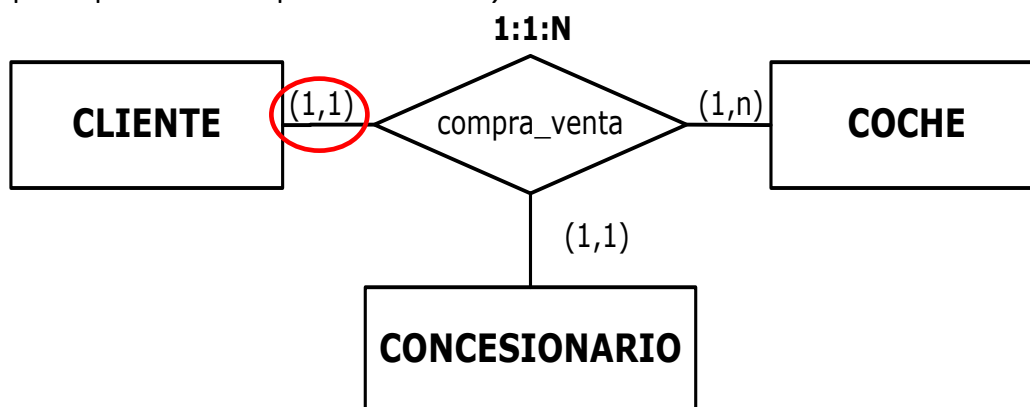 1:1:N
CLIENTE
(1,1)
compra_venta
(1,n)
COCHE
(1,1)
CONCESIONARIO